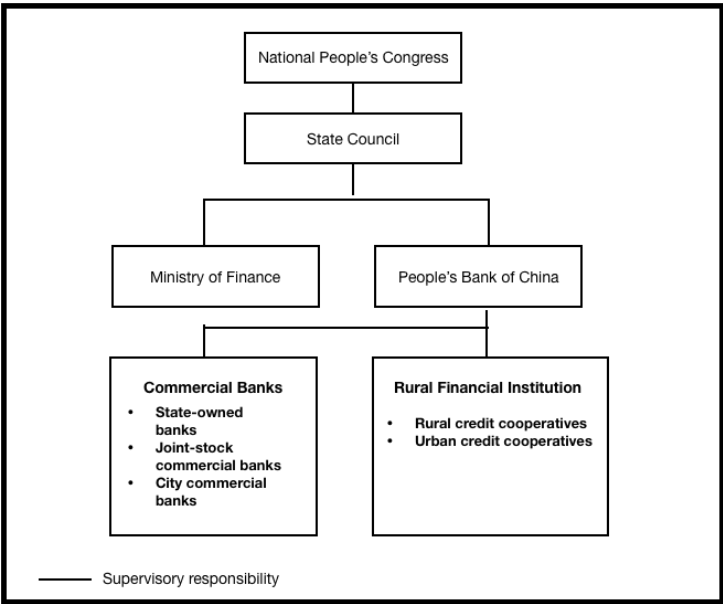 National People's Congress
State Council
Ministry of Finance
People's Bank of China
Commercial Banks
• State-owned
banks
• Joint-stock
commercial banks
• City commercial
banks
Rural Financial Institution
• Rural credit cooperatives
• Urban credit cooperatives
Supervisory responsibility